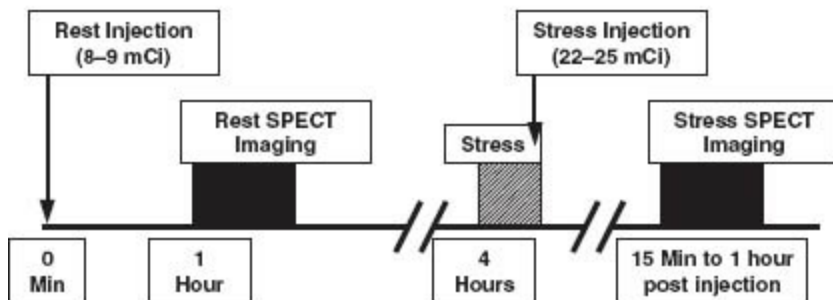 Rest Injection
(8–9 mCi)
Stress Injection
(22–25 mCi)
Rest SPECT
Imaging
Stress
Stress SPECT
Imaging
0
Min
1
Hour
4
Hours
15 Min to 1 hour
post injection